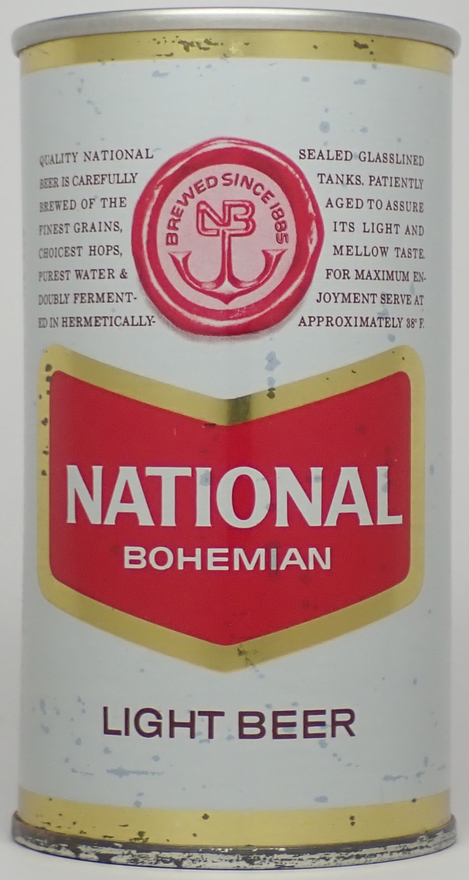 QUALITY NATIONAL
BEER IS CAREFULLY
BREWED OF THE
FINEST GRAINS,
CHOICEST HOPS,
PUREST WATER &
DOUBLY FERMENT-
ED IN HERMETICALLY-
BREWED SINCE 1885
NB
SEALED GLASSLINED
TANKS. PATIENTLY
AGED TO ASSURE
ITS LIGHT AND
MELLOW TASTE.
FOR MAXIMUM EN-
JOYMENT SERVE AT
APPROXIMATELY 38° F.
NATIONAL
BOHEMIAN
LIGHT BEER